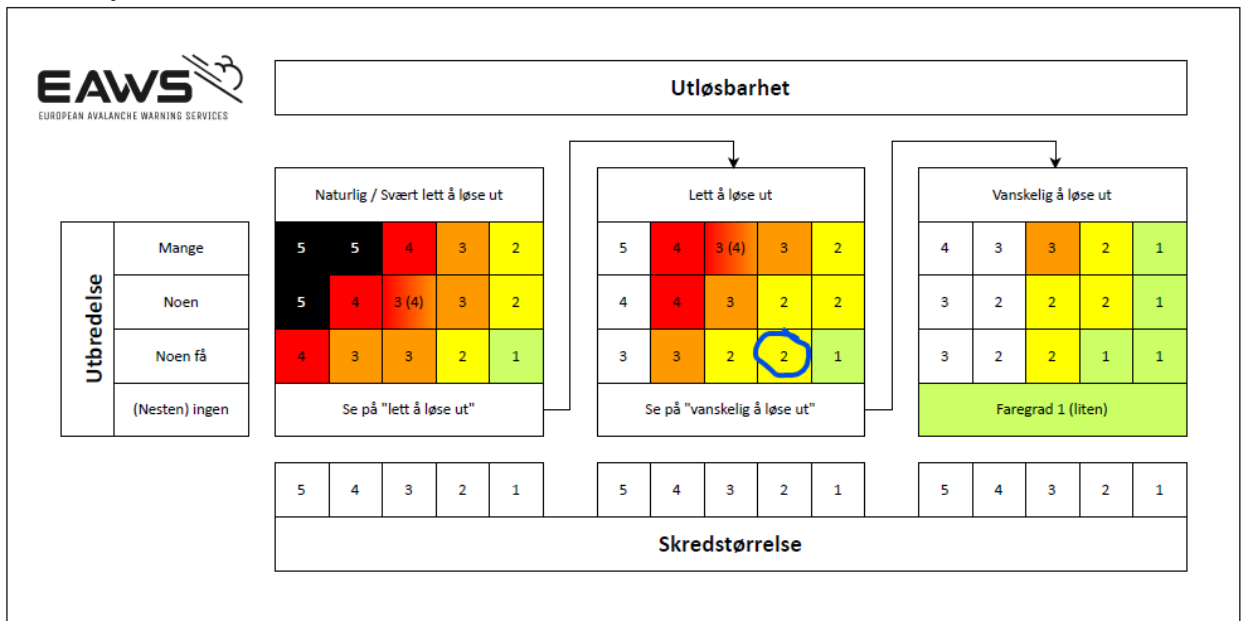 EAWS
EUROPEAN AVALANCHE WARNING SERVICES
Utløsbarhet
Naturlig / Svært lett å løse ut
Lett å løse ut
Vanskelig å løse ut
Utbredelse
Mange 5 5 4 3 2 5 4 3 (4) 3 2 4 3 3 2 1
Noen 5 4 3 (4) 3 2 4 4 3 2 2 3 2 2 2 1
Noen få 4 3 3 2 1 3 3 2 2 1 3 2 2 1 1
(Nesten) ingen Se på "lett å løse ut" Se på "vanskelig å løse ut" Faregrad 1 (liten)
5 4 3 2 1 5 4 3 2 1 5 4 3 2 1
Skredstørrelse